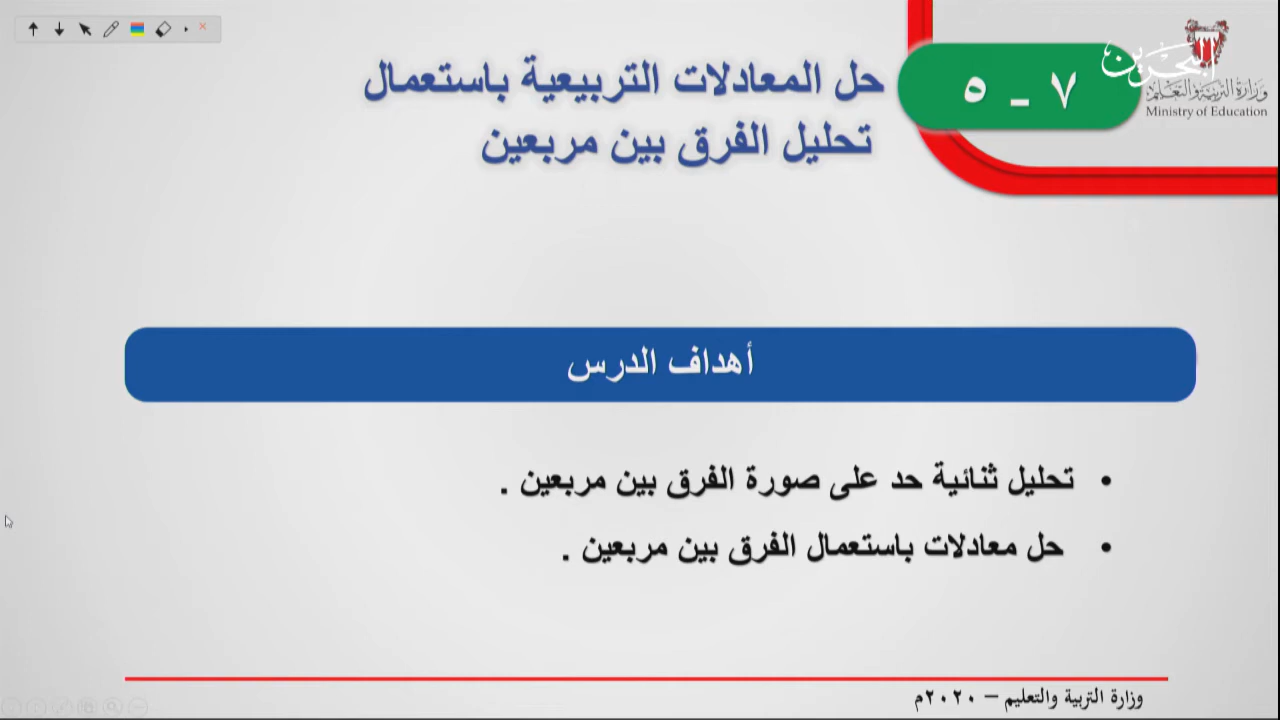 البحرين
وزارة التربية والتعليم
Ministry of Education
٧ - ٥
حل المعادلات التربيعية باستعمال
تحليل الفرق بين مربعين
أهداف الدرس
• تحليل ثنائية حد على صورة الفرق بين مربعين .
• حل معادلات باستعمال الفرق بين مربعين .
وزارة التربية والتعليم – ٢٠٢٠م